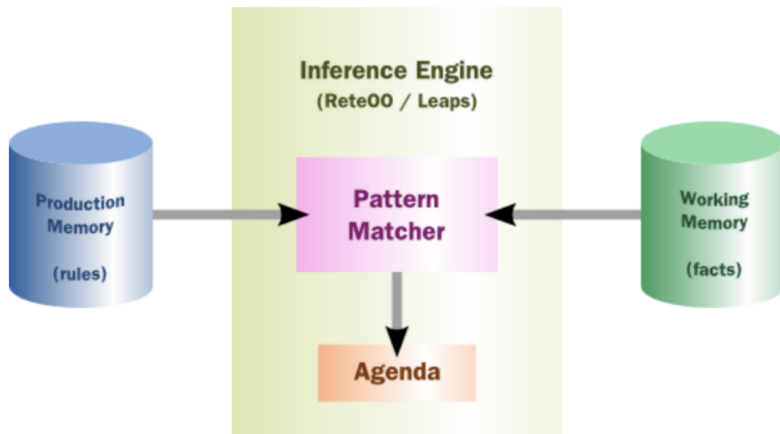 Inference Engine
(ReteOO / Leaps)
Production
Memory
(rules)
Pattern
Matcher
Working
Memory
(facts)
Agenda